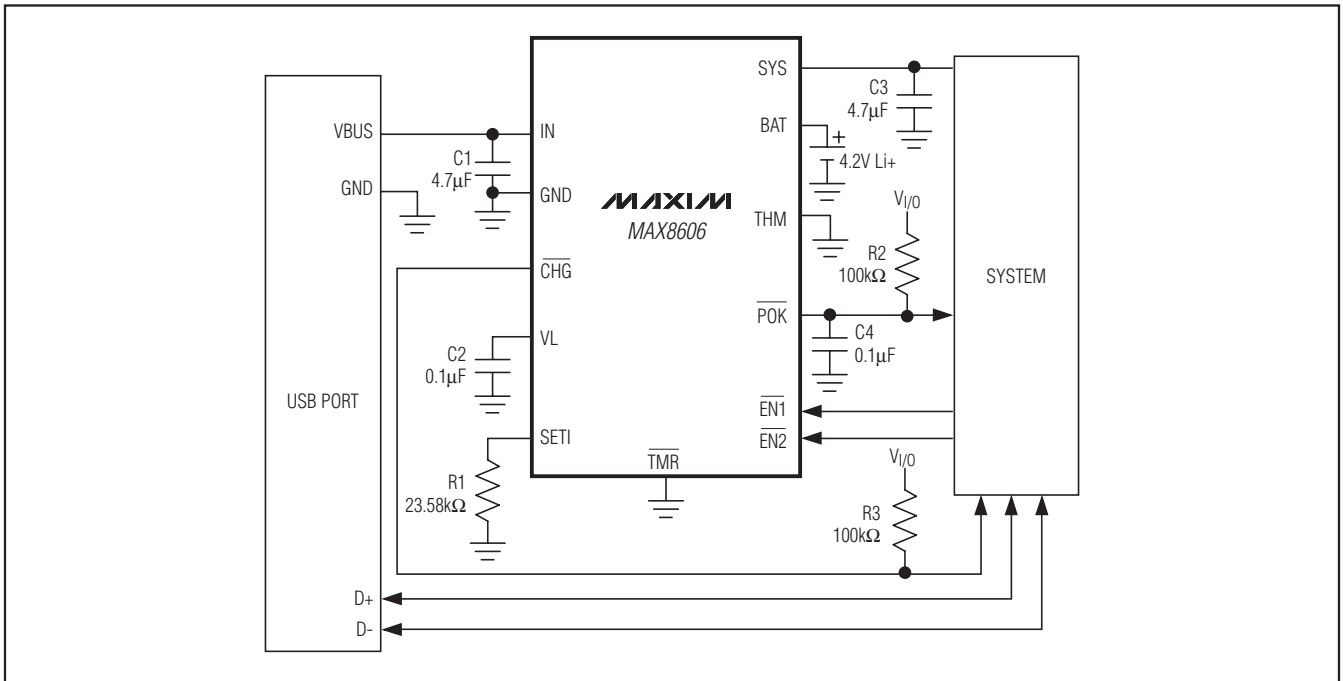 USB PORT
VBUS
GND
D+
D-
C1
4.7µF
C2
0.1µF
R1
23.58kΩ
IN
GND
CHG
VL
SETI
TMR
MAXIM
MAX8606
SYS
BAT
THM
POK
EN1
EN2
C3
4.7µF
+
4.2V Li+
VI/O
R2
100kΩ
C4
0.1µF
VI/O
R3
100kΩ
SYSTEM